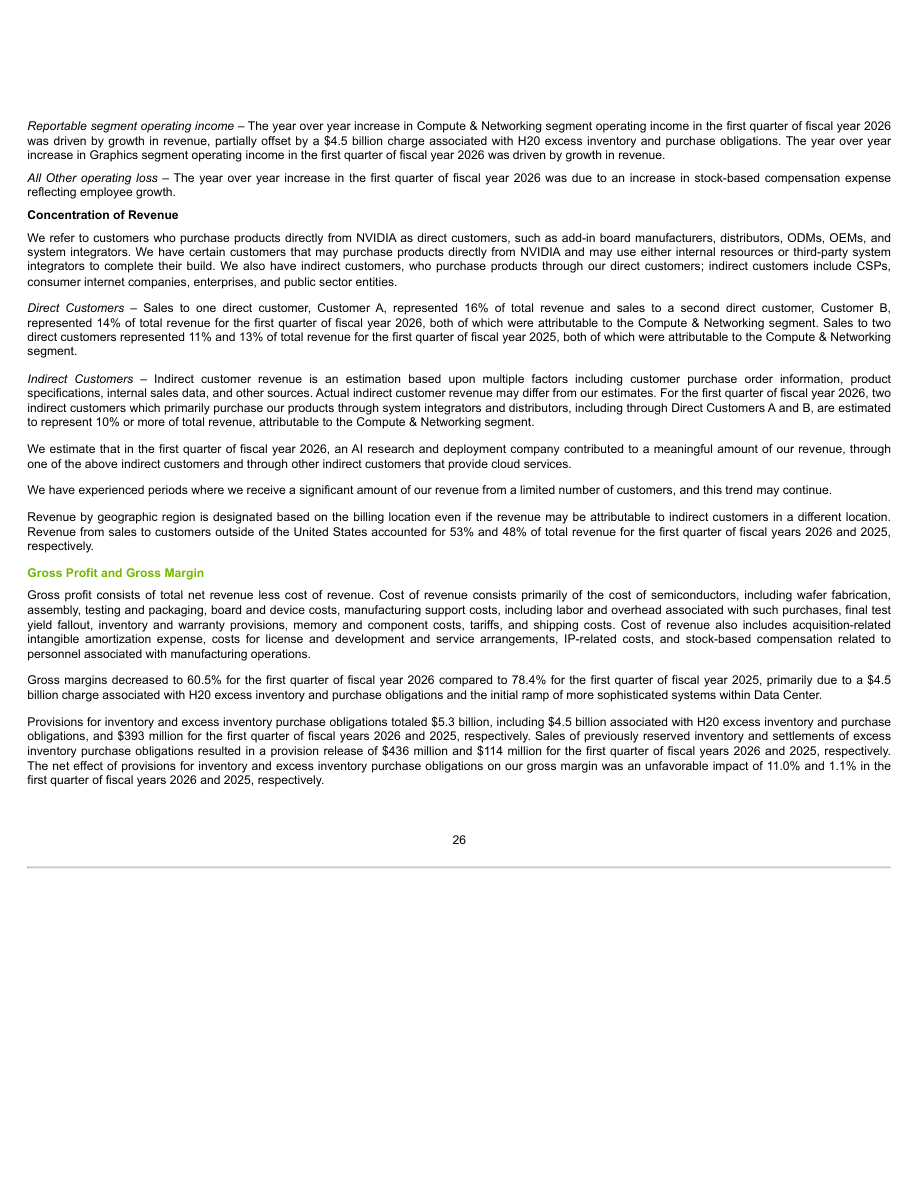 Reportable segment operating income – The year over year increase in Compute & Networking segment operating income in the first quarter of fiscal year 2026
was driven by growth in revenue, partially offset by a $4.5 billion charge associated with H20 excess inventory and purchase obligations. The year over year
increase in Graphics segment operating income in the first quarter of fiscal year 2026 was driven by growth in revenue.
All Other operating loss – The year over year increase in the first quarter of fiscal year 2026 was due to an increase in stock-based compensation expense
reflecting employee growth.
Concentration of Revenue
We refer to customers who purchase products directly from NVIDIA as direct customers, such as add-in board manufacturers, distributors, ODMs, OEMs, and
system integrators. We have certain customers that may purchase products directly from NVIDIA and may use either internal resources or third-party system
integrators to complete their build. We also have indirect customers, who purchase products through our direct customers; indirect customers include CSPs,
consumer internet companies, enterprises, and public sector entities.
Direct Customers – Sales to one direct customer, Customer A, represented 16% of total revenue and sales to a second direct customer, Customer B,
represented 14% of total revenue for the first quarter of fiscal year 2026, both of which were attributable to the Compute & Networking segment. Sales to two
direct customers represented 11% and 13% of total revenue for the first quarter of fiscal year 2025, both of which were attributable to the Compute & Networking
segment.
Indirect Customers – Indirect customer revenue is an estimation based upon multiple factors including customer purchase order information, product
specifications, internal sales data, and other sources. Actual indirect customer revenue may differ from our estimates. For the first quarter of fiscal year 2026, two
indirect customers which primarily purchase our products through system integrators and distributors, including through Direct Customers A and B, are estimated
to represent 10% or more of total revenue, attributable to the Compute & Networking segment.
We estimate that in the first quarter of fiscal year 2026, an AI research and deployment company contributed to a meaningful amount of our revenue, through
one of the above indirect customers and through other indirect customers that provide cloud services.
We have experienced periods where we receive a significant amount of our revenue from a limited number of customers, and this trend may continue.
Revenue by geographic region is designated based on the billing location even if the revenue may be attributable to indirect customers in a different location.
Revenue from sales to customers outside of the United States accounted for 53% and 48% of total revenue for the first quarter of fiscal years 2026 and 2025,
respectively.
Gross Profit and Gross Margin
Gross profit consists of total net revenue less cost of revenue. Cost of revenue consists primarily of the cost of semiconductors, including wafer fabrication,
assembly, testing and packaging, board and device costs, manufacturing support costs, including labor and overhead associated with such purchases, final test
yield fallout, inventory and warranty provisions, memory and component costs, tariffs, and shipping costs. Cost of revenue also includes acquisition-related
intangible amortization expense, costs for license and development and service arrangements, IP-related costs, and stock-based compensation related to
personnel associated with manufacturing operations.
Gross margins decreased to 60.5% for the first quarter of fiscal year 2026 compared to 78.4% for the first quarter of fiscal year 2025, primarily due to a $4.5
billion charge associated with H20 excess inventory and purchase obligations and the initial ramp of more sophisticated systems within Data Center.
Provisions for inventory and excess inventory purchase obligations totaled $5.3 billion, including $4.5 billion associated with H20 excess inventory and purchase
obligations, and $393 million for the first quarter of fiscal years 2026 and 2025, respectively. Sales of previously reserved inventory and settlements of excess
inventory purchase obligations resulted in a provision release of $436 million and $114 million for the first quarter of fiscal years 2026 and 2025, respectively.
The net effect of provisions for inventory and excess inventory purchase obligations on our gross margin was an unfavorable impact of 11.0% and 1.1% in the
first quarter of fiscal years 2026 and 2025, respectively.
26